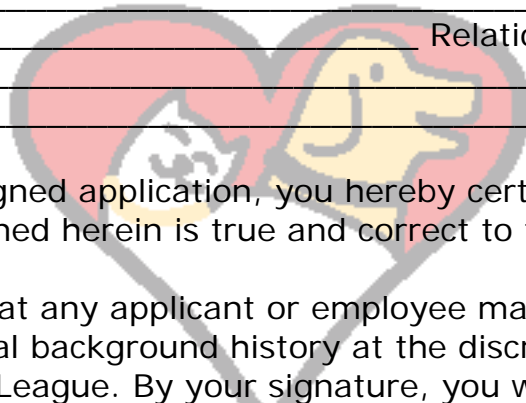 Relatio
gned application, you hereby cert
ned herein is true and correct to
at any applicant or employee ma
al background history at the discr
League. By your signature, you w